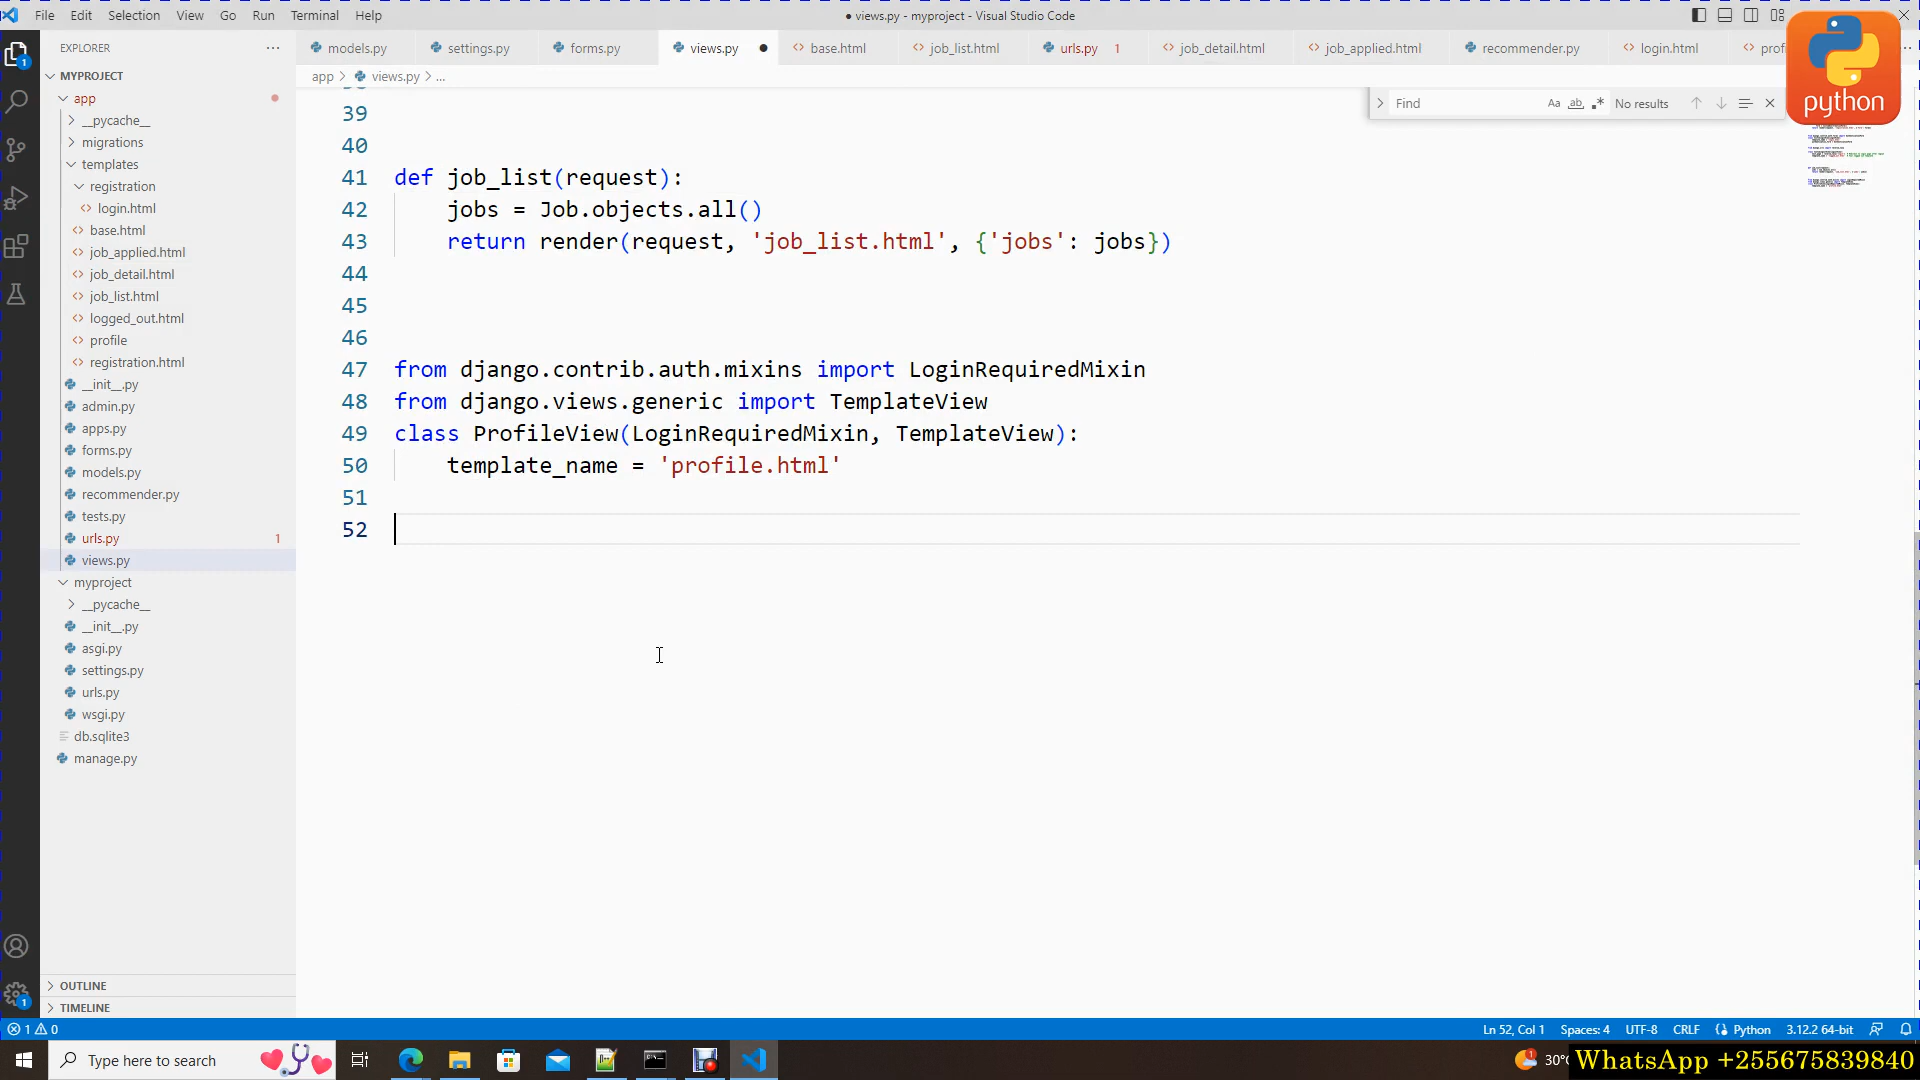 File Edit Selection View Go Run Terminal Help
● views.py - myproject - Visual Studio Code
EXPLORER
models.py settings.py forms.py views.py base.html job_list.html urls.py 1 job_detail.html job_applied.html recommender.py login.html
python
MYPROJECT
app > views.py > ...
Find
Aa ab No results
app
__pycache__
migrations
templates
registration
login.html
base.html
job_applied.html
job_detail.html
job_list.html
logged_out.html
profile
registration.html
__init__.py
admin.py
apps.py
forms.py
models.py
recommender.py
tests.py
urls.py 1
views.py
myproject
__pycache__
__init__.py
asgi.py
settings.py
urls.py
wsgi.py
db.sqlite3
manage.py
OUTLINE
TIMELINE
39
40
41 def job_list(request):
42 jobs = Job.objects.all()
43 return render(request, 'job_list.html', {'jobs': jobs})
44
45
46
47 from django.contrib.auth.mixins import LoginRequiredMixin
48 from django.views.generic import TemplateView
49 class ProfileView(LoginRequiredMixin, TemplateView):
50 template_name = 'profile.html'
51
52
1 0
Ln 52, Col 1 Spaces: 4 UTF-8 CRLF Python 3.12.2 64-bit
Type here to search
30°
WhatsApp +255675839840